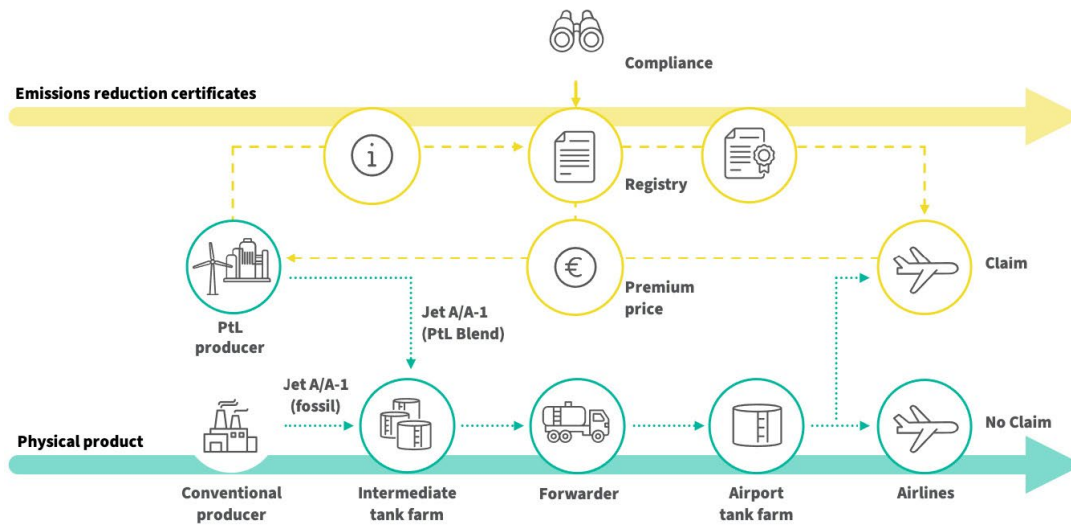 Compliance
Emissions reduction certificates
i
Registry
€
Claim
Premium
price
PtL
producer
Jet A/A-1
(PtL Blend)
Jet A/A-1
(fossil)
No Claim
Physical product
Conventional
producer
Intermediate
tank farm
Forwarder
Airport
tank farm
Airlines